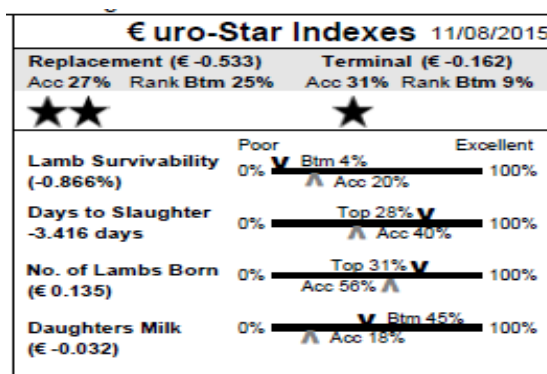 €uro-Star Indexes 11/08/2015
Replacement (€ -0.533) Terminal (€ -0.162)
Acc 27% Rank Btm 25% Acc 31% Rank Btm 9%
Poor Excellent
Lamb Survivability 0% Btm 4% 100%
(-0.866%) Acc 20%
Days to Slaughter 0% Top 28% 100%
-3.416 days Acc 40%
No. of Lambs Born 0% Top 31% 100%
(€ 0.135) Acc 56%
Daughters Milk 0% Btm 45% 100%
(€ -0.032) Acc 18%